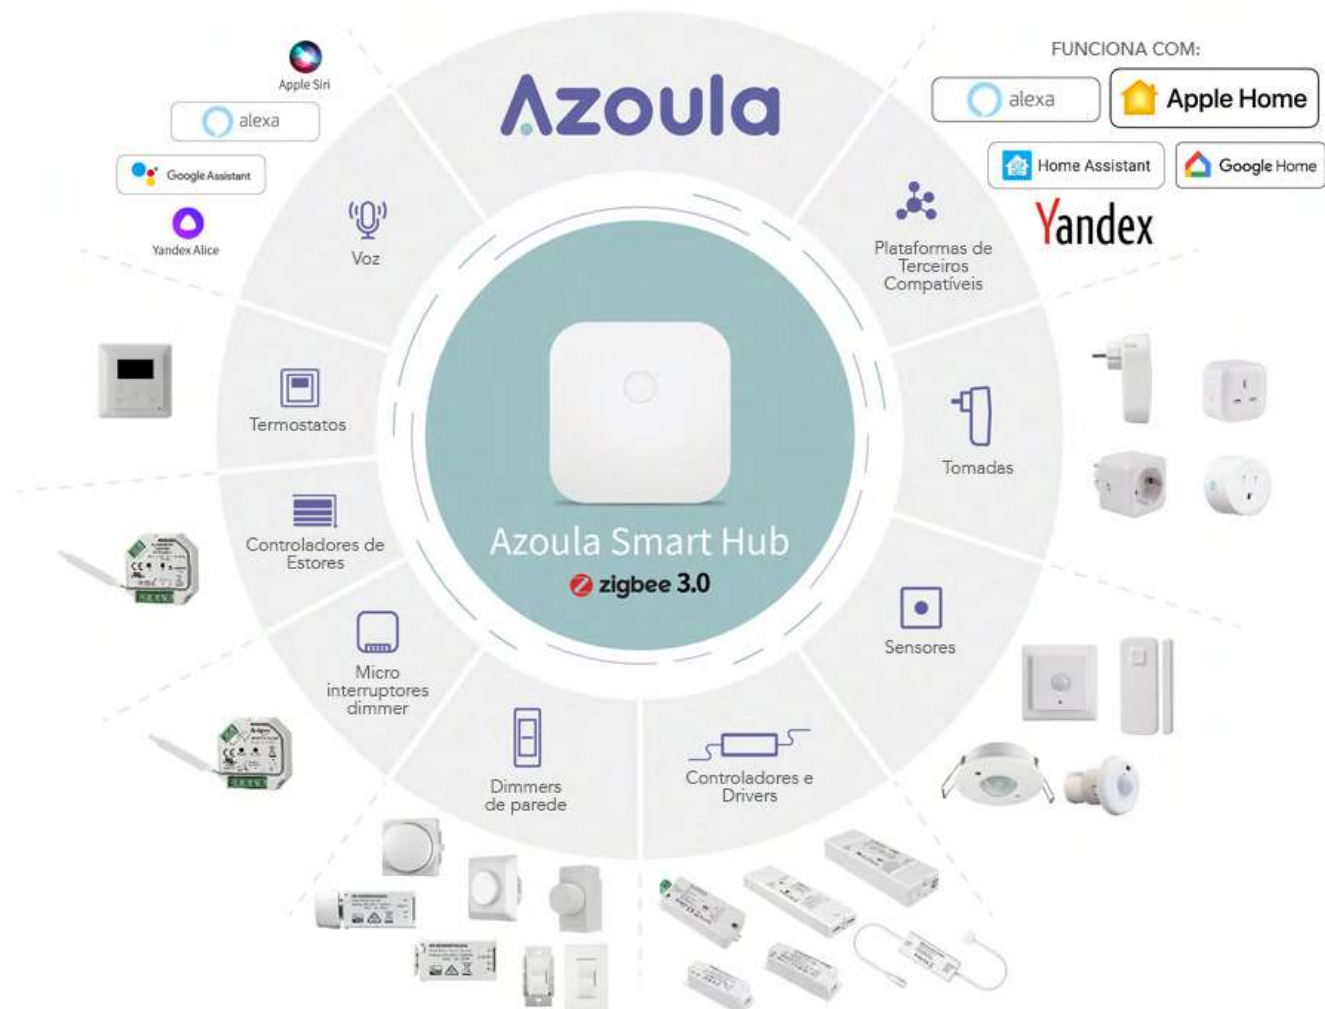 FUNCIONA COM:
Apple Siri
alexa
Google Assistant
Yandex Alice
Azoula
alexa
Apple Home
Home Assistant
Google Home
Yandex
Voz
Plataformas de
Terceiros
Compatíveis
Termostatos
Tomadas
Controladores de
Estores
Azoula Smart Hub
zigbee 3.0
Sensores
Micro
interruptores
dimmer
Dimmers
de parede
Controladores e
Drivers